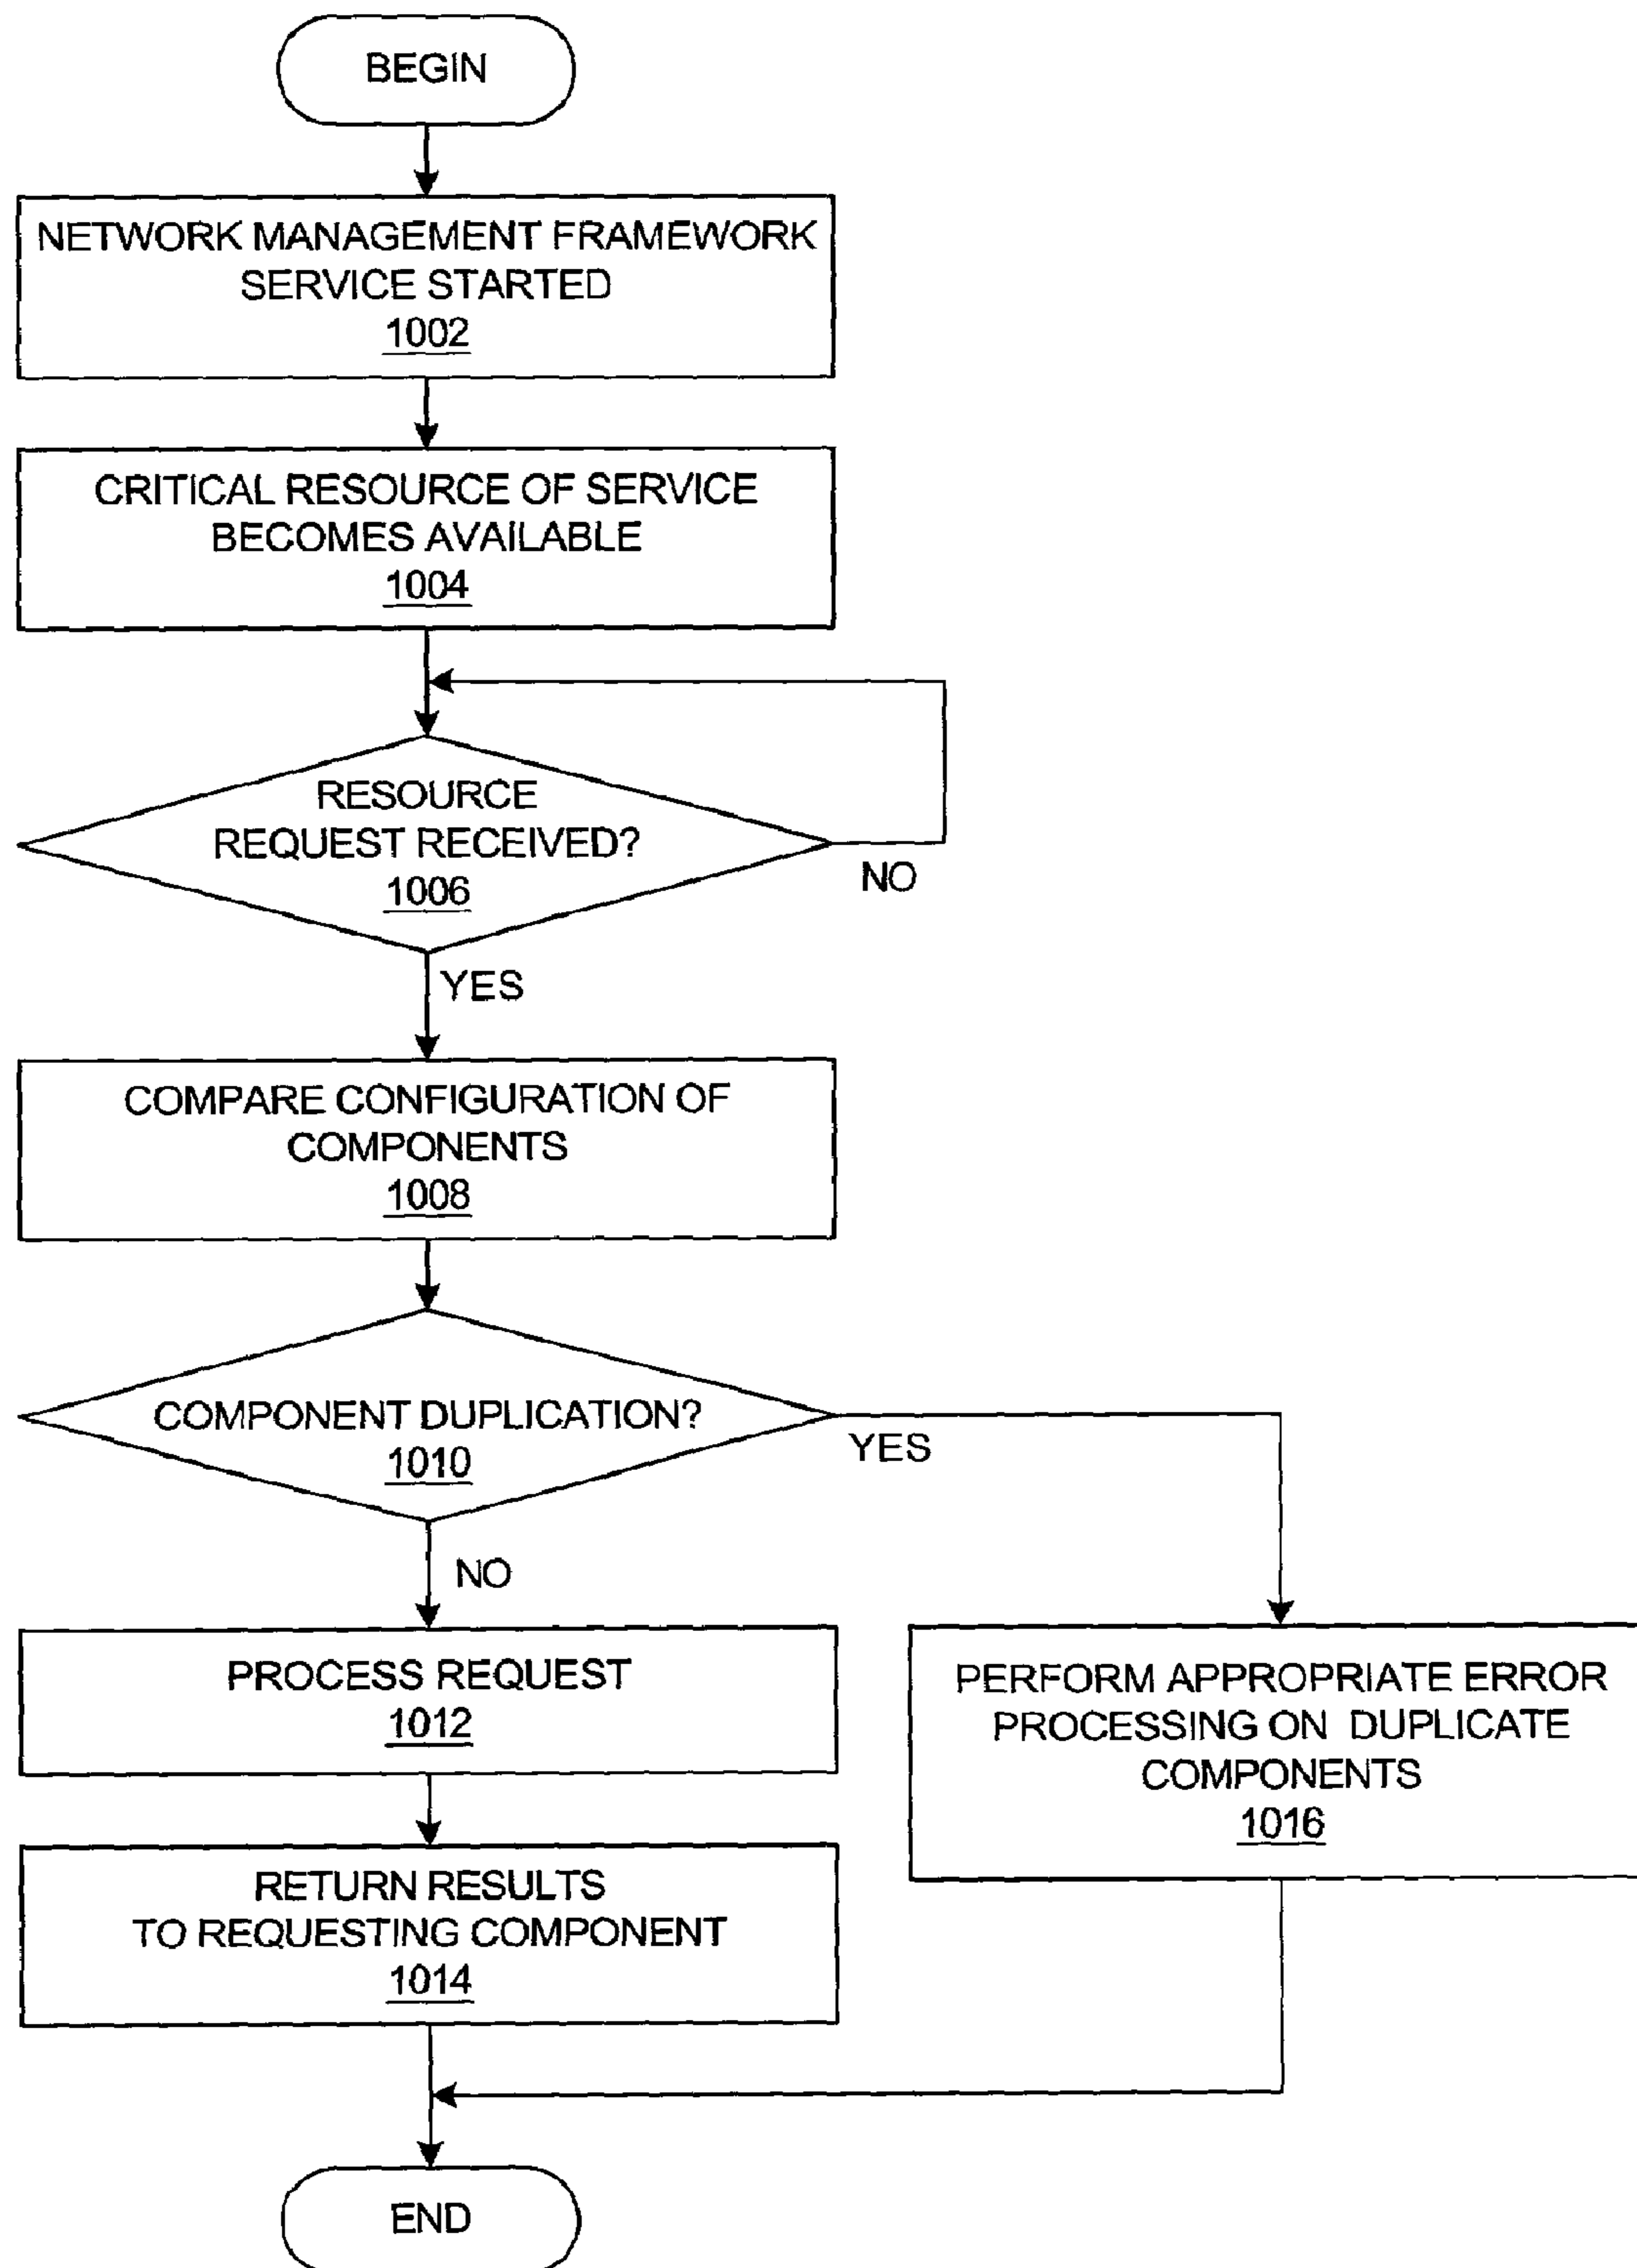 BEGIN
NETWORK MANAGEMENT FRAMEWORK
SERVICE STARTED
1002
CRITICAL RESOURCE OF SERVICE
BECOMES AVAILABLE
1004
RESOURCE
REQUEST RECEIVED?
1006
NO
YES
COMPARE CONFIGURATION OF
COMPONENTS
1008
COMPONENT DUPLICATION?
1010
YES
NO
PROCESS REQUEST
1012
PERFORM APPROPRIATE ERROR
PROCESSING ON DUPLICATE
COMPONENTS
1016
RETURN RESULTS
TO REQUESTING COMPONENT
1014
END